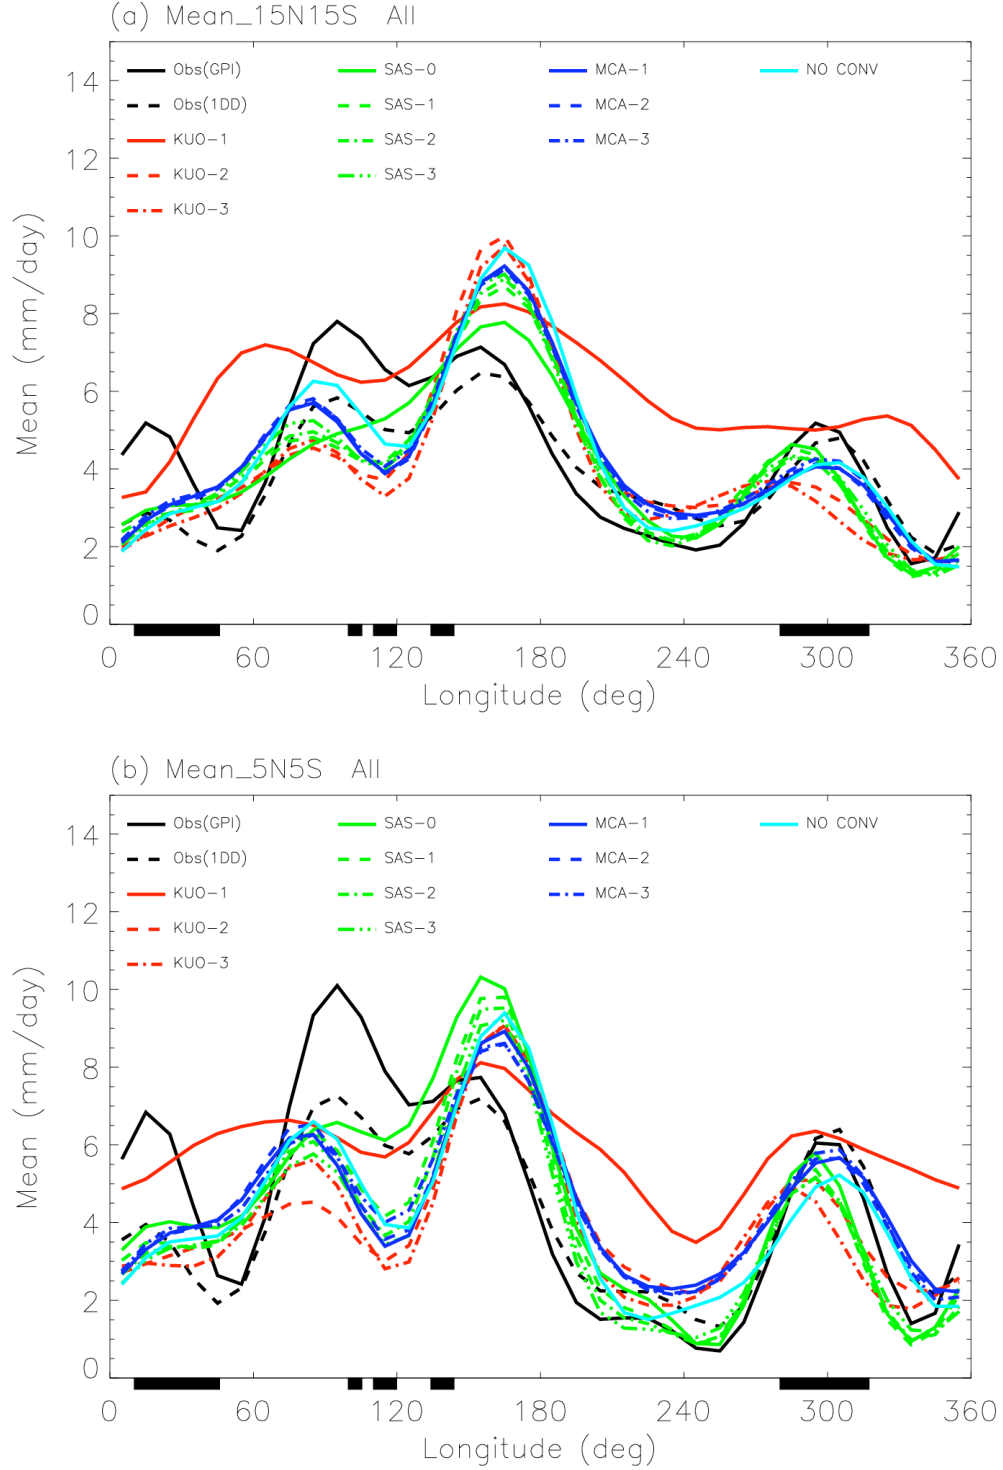 (a) Mean_15N15S All
Obs(GPI) SAS-0 MCA-1 NO CONV
Obs(1DD) SAS-1 MCA-2
KUO-1 SAS-2 MCA-3
KUO-2 SAS-3
KUO-3
14
12
10
8
6
4
2
0
Mean (mm/day)
0 60 120 180 240 300 360
Longitude (deg)
(b) Mean_5N5S All
Obs(GPI) SAS-0 MCA-1 NO CONV
Obs(1DD) SAS-1 MCA-2
KUO-1 SAS-2 MCA-3
KUO-2 SAS-3
KUO-3
14
12
10
8
6
4
2
0
Mean (mm/day)
0 60 120 180 240 300 360
Longitude (deg)